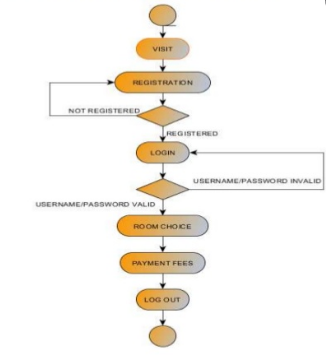 VISIT
REGISTRATION
NOT REGISTERED
REGISTERED
LOGIN
USERNAME/PASSWORD INVALID
USERNAME/PASSWORD VALID
ROOM CHOICE
PAYMENT FEES
LOG OUT